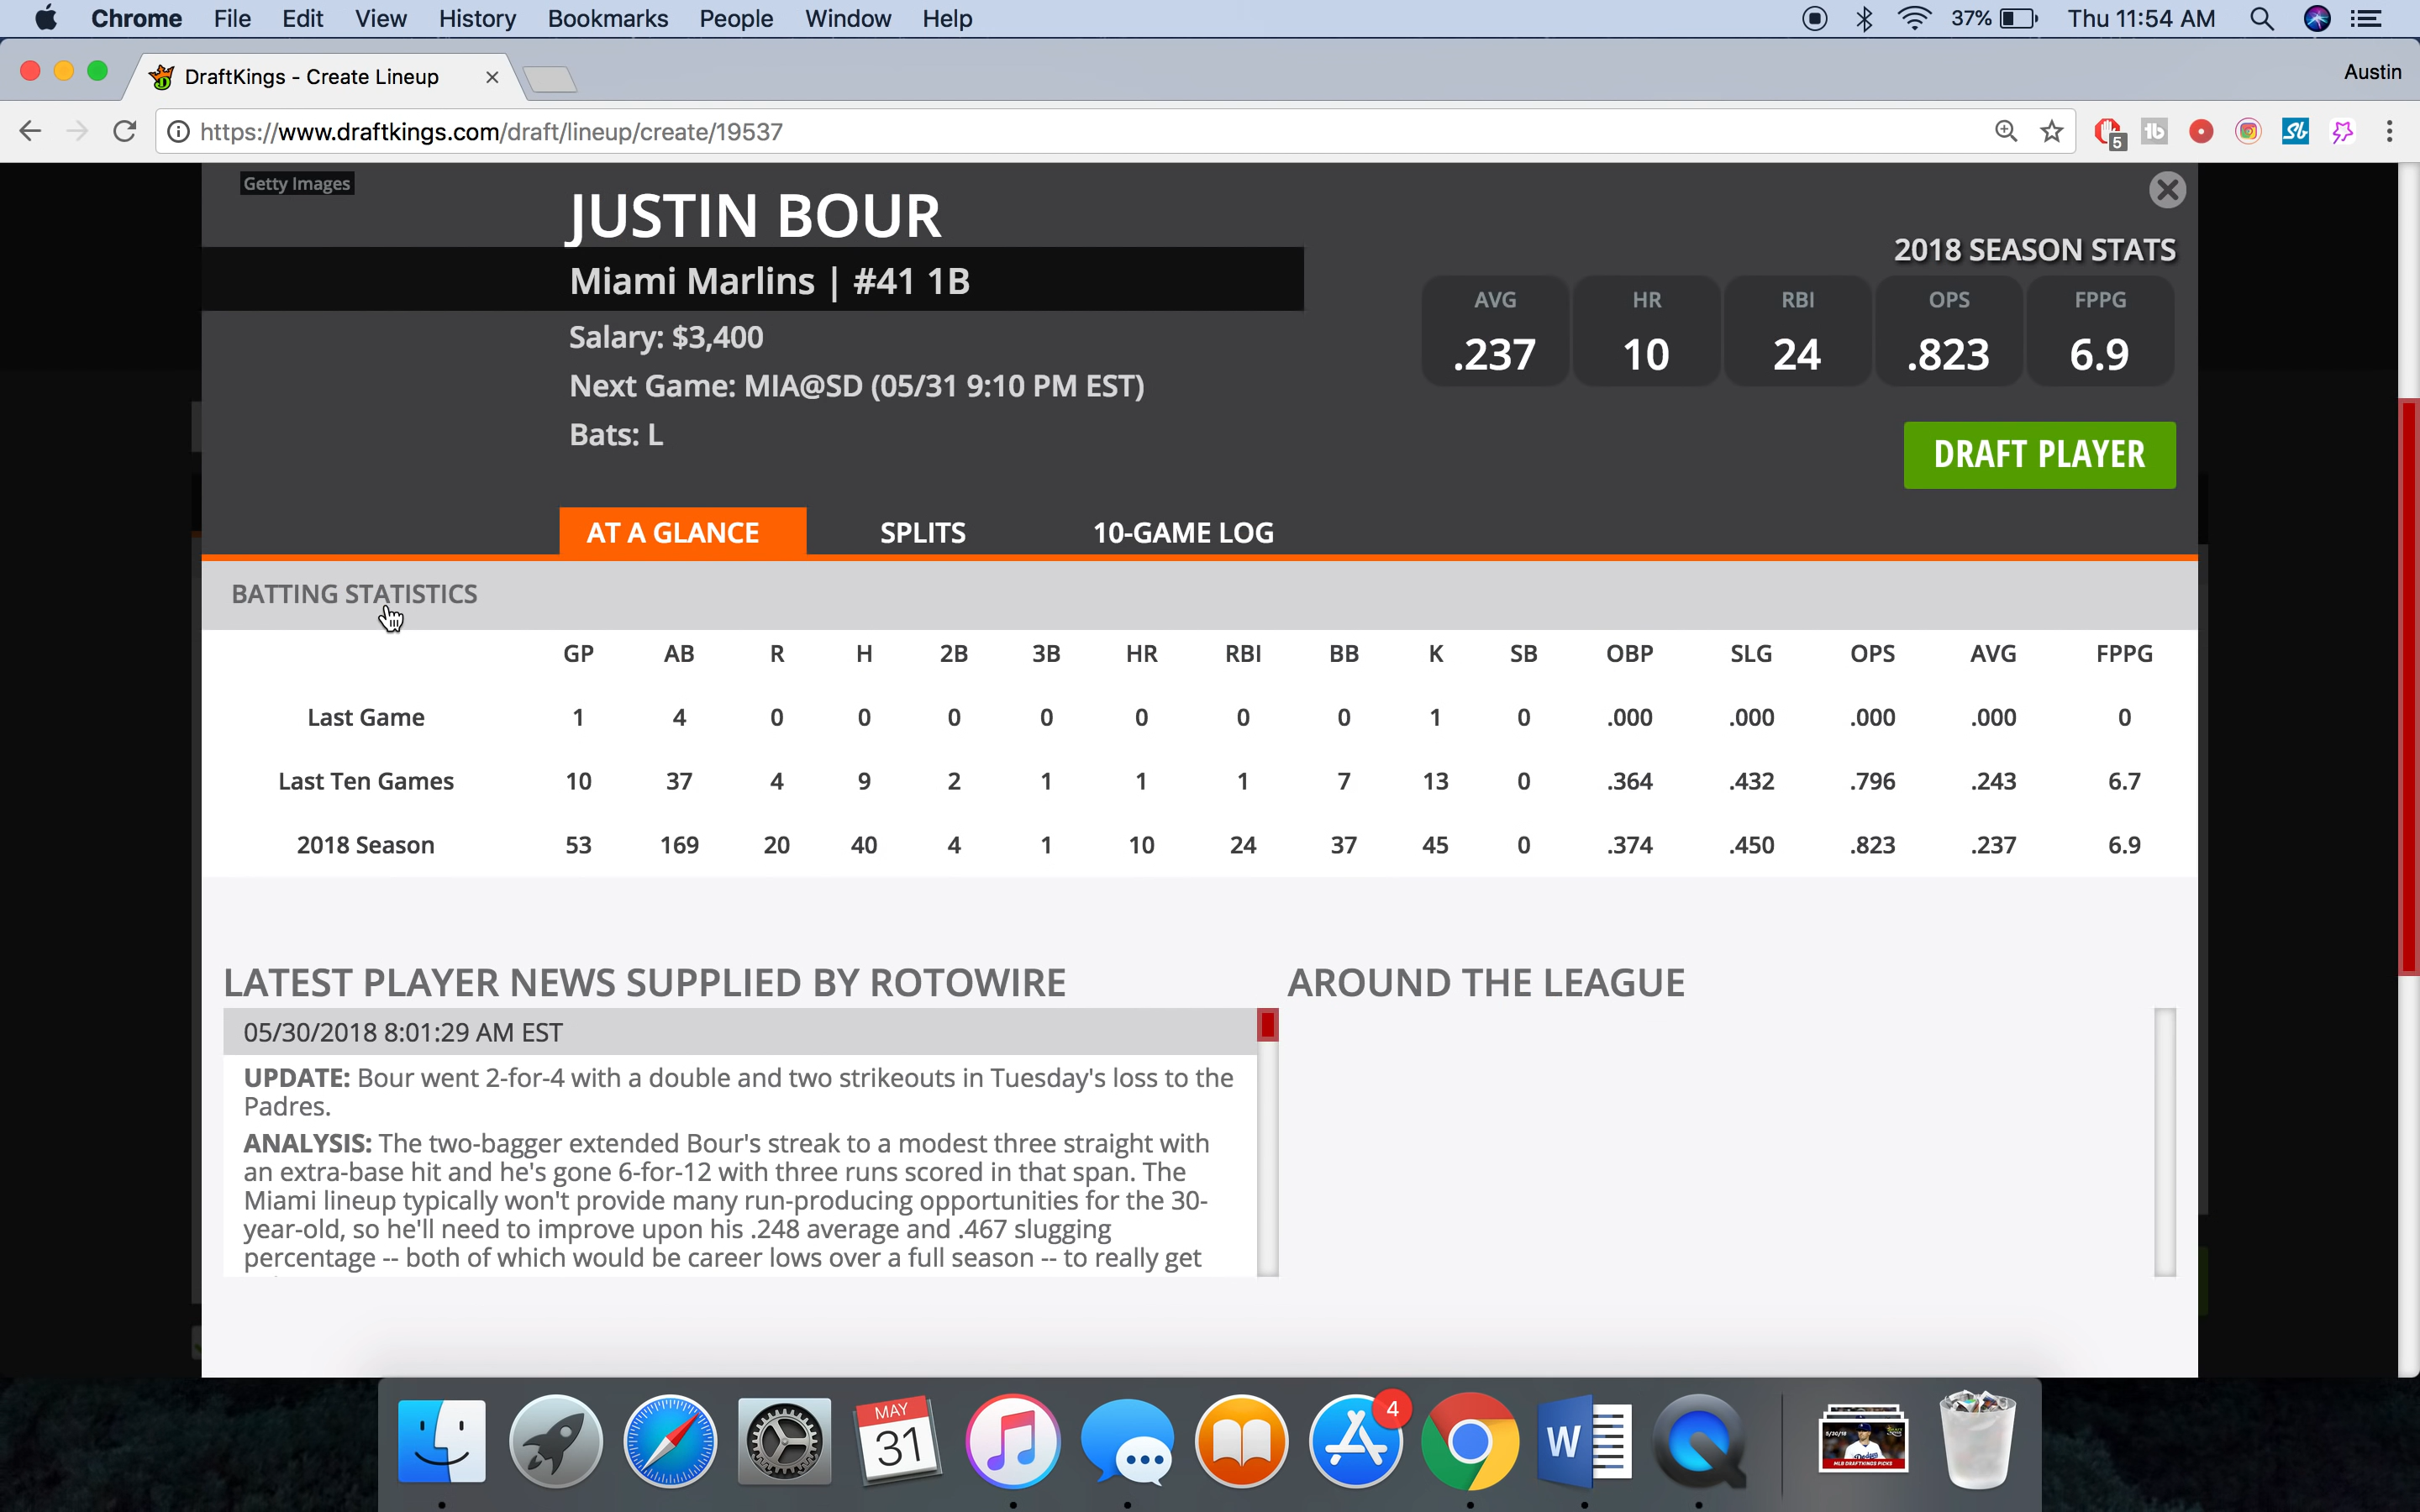 Chrome File Edit View History Bookmarks People Window Help 37% Thu 11:54 AM
DraftKings - Create Lineup Austin
https://www.draftkings.com/draft/lineup/create/19537 5 tb Sb
Getty Images
JUSTIN BOUR
Miami Marlins | #41 1B
Salary: $3,400
Next Game: MIA@SD (05/31 9:10 PM EST)
Bats: L
2018 SEASON STATS
AVG HR RBI OPS FPPG
.237 10 24 .823 6.9
DRAFT PLAYER
AT A GLANCE SPLITS 10-GAME LOG
BATTING STATISTICS
GP AB R H 2B 3B HR RBI BB K SB OBP SLG OPS AVG FPPG
Last Game 1 4 0 0 0 0 0 0 0 1 0 .000 .000 .000 .000 0
Last Ten Games 10 37 4 9 2 1 1 1 7 13 0 .364 .432 .796 .243 6.7
2018 Season 53 169 20 40 4 1 10 24 37 45 0 .374 .450 .823 .237 6.9
LATEST PLAYER NEWS SUPPLIED BY ROTOWIRE
05/30/2018 8:01:29 AM EST
UPDATE: Bour went 2-for-4 with a double and two strikeouts in Tuesday's loss to the
Padres.
ANALYSIS: The two-bagger extended Bour's streak to a modest three straight with
an extra-base hit and he's gone 6-for-12 with three runs scored in that span. The
Miami lineup typically won't provide many run-producing opportunities for the 30-
year-old, so he'll need to improve upon his .248 average and .467 slugging
percentage -- both of which would be career lows over a full season -- to really get
AROUND THE LEAGUE
MAY
31
4
W
5/30/18
Dodgers
MLB DRAFTKINGS PICKS